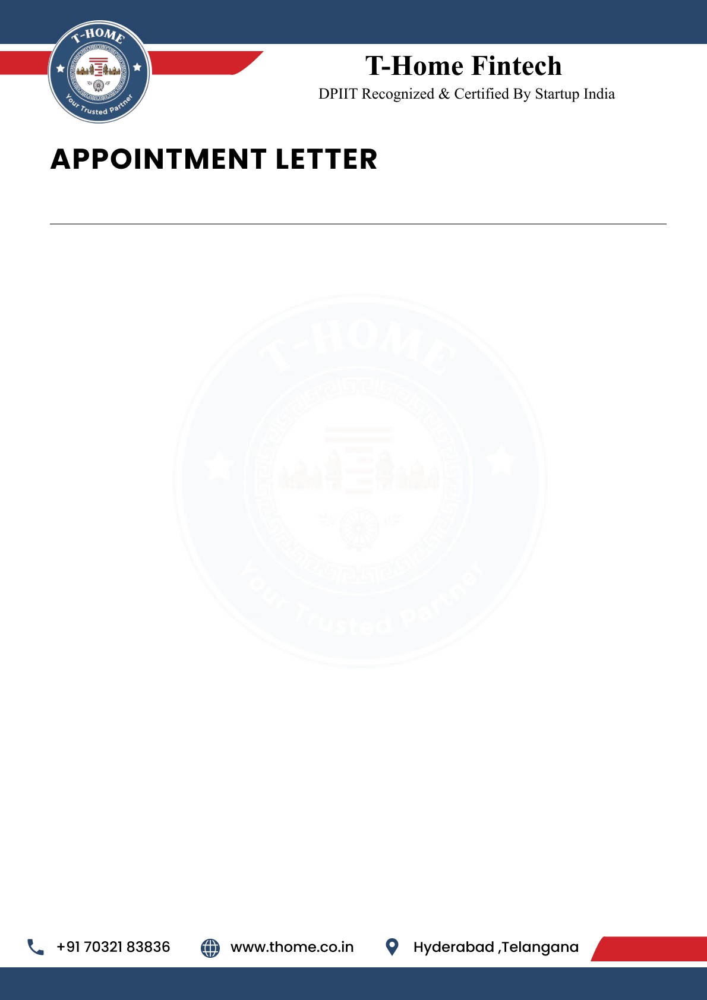 T-HOME
Your Trusted Partner
T-Home Fintech
DPIIT Recognized & Certified By Startup India
APPOINTMENT LETTER
T-HOME
Your Trusted Partner
+91 70321 83836
www.thome.co.in
Hyderabad ,Telangana